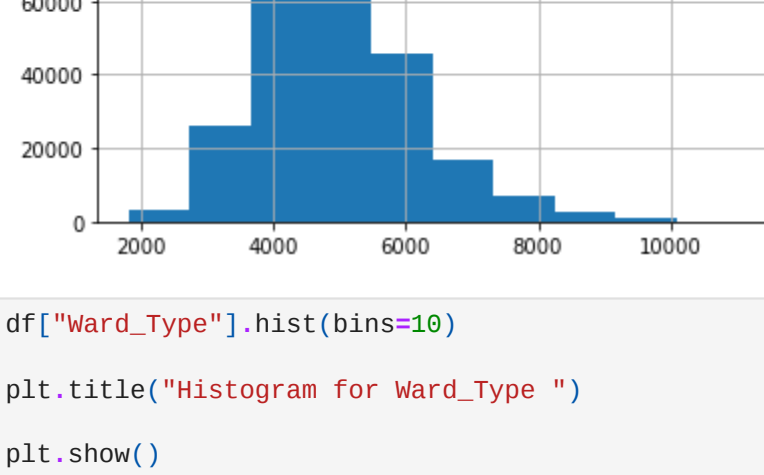 60000
40000
20000
0
2000 4000 6000 8000 10000
df["Ward_Type"].hist(bins=10)
plt.title("Histogram for Ward_Type ")
plt.show()